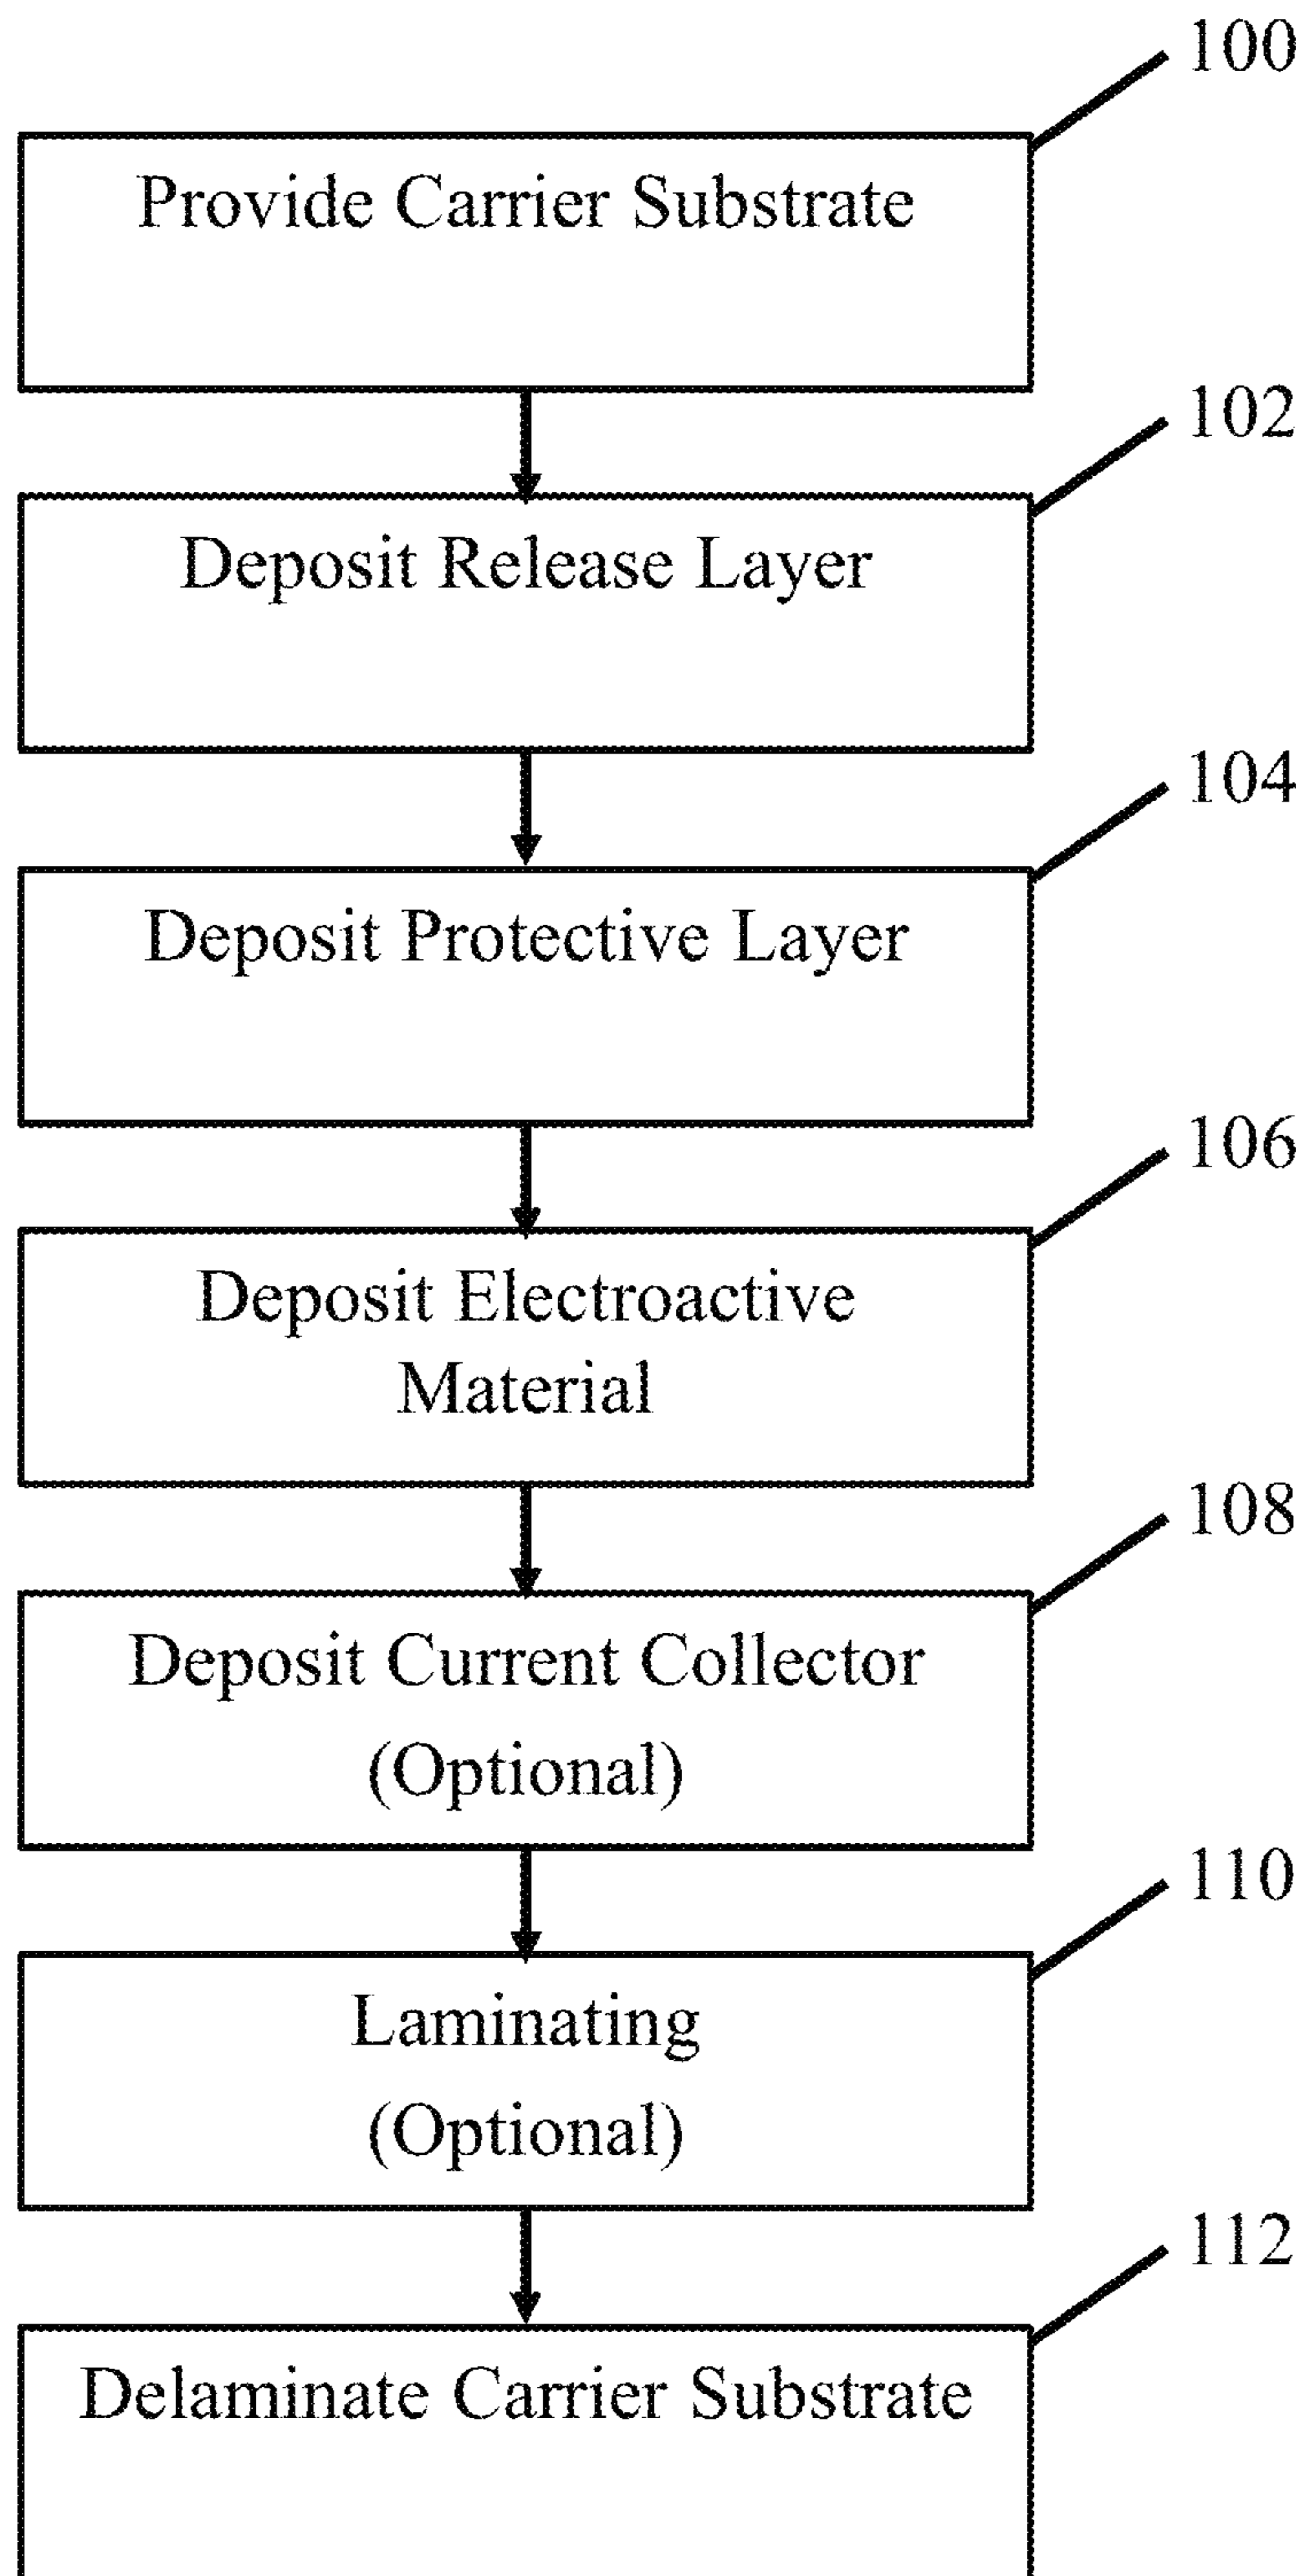 100
Provide Carrier Substrate
102
Deposit Release Layer
104
Deposit Protective Layer
106
Deposit Electroactive
Material
108
Deposit Current Collector
(Optional)
110
Laminating
(Optional)
112
Delaminate Carrier Substrate